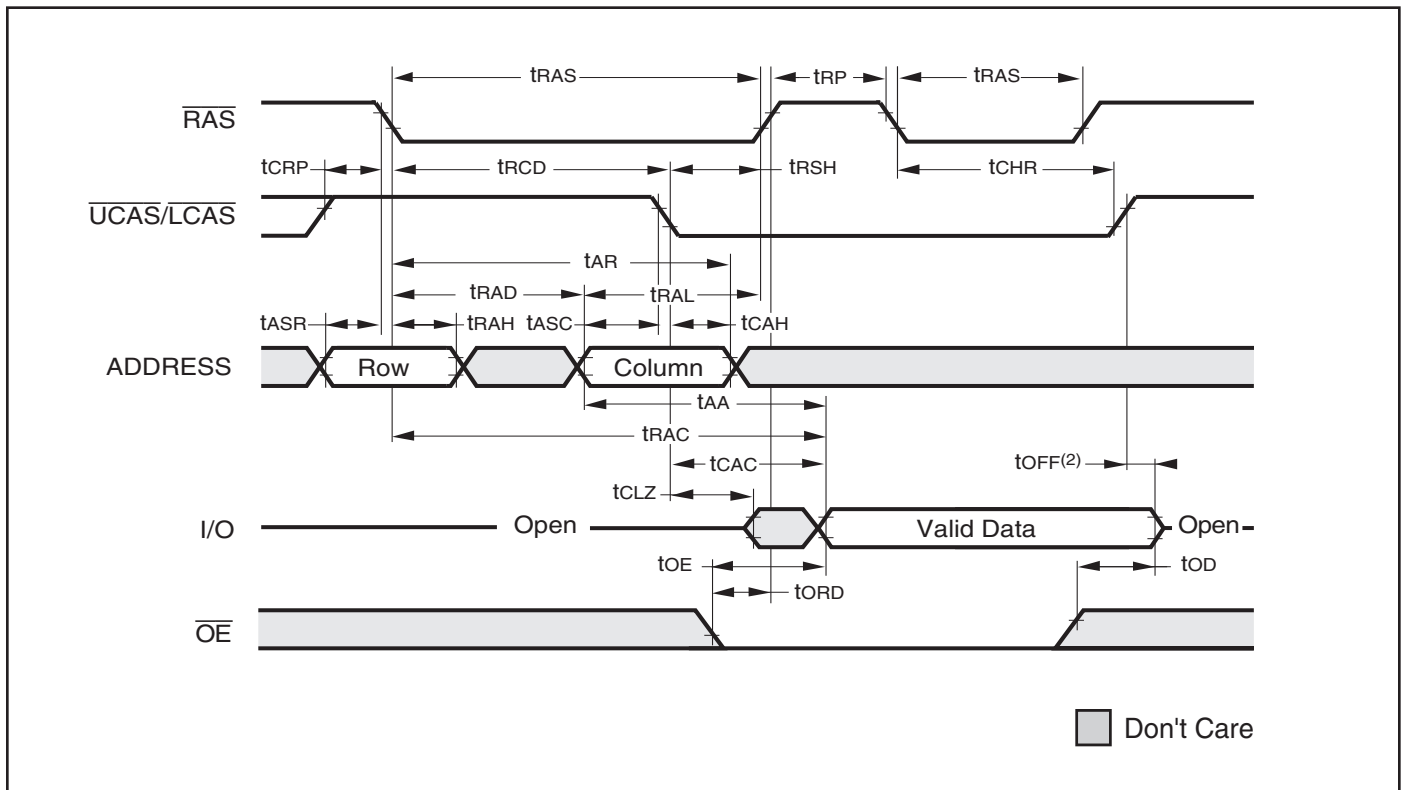 tRAS tRP tRAS
RAS
tCRP tRCD tRSH tCHR
UCAS/LCAS
tAR
tRAD tRAL
tASR tRAH tASC tCAH
ADDRESS Row Column
tAA
tRAC
tCAC tOFF(2)
tCLZ
I/O Open Valid Data Open
tOE tOD
tORD
OE
Don't Care